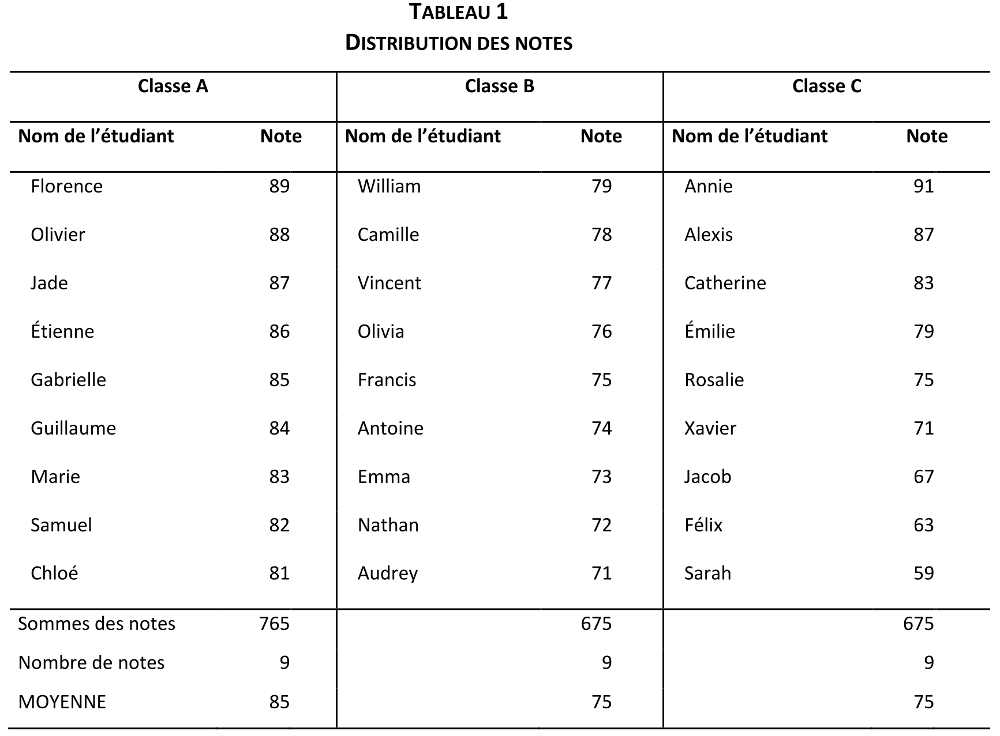 TABLEAU 1
DISTRIBUTION DES NOTES
Classe A Classe B Classe C
Nom de l’étudiant Note Nom de l’étudiant Note Nom de l’étudiant Note
Florence 89 William 79 Annie 91
Olivier 88 Camille 78 Alexis 87
Jade 87 Vincent 77 Catherine 83
Étienne 86 Olivia 76 Émilie 79
Gabrielle 85 Francis 75 Rosalie 75
Guillaume 84 Antoine 74 Xavier 71
Marie 83 Emma 73 Jacob 67
Samuel 82 Nathan 72 Félix 63
Chloé 81 Audrey 71 Sarah 59
Sommes des notes 765 675 675
Nombre de notes 9 9 9
MOYENNE 85 75 75